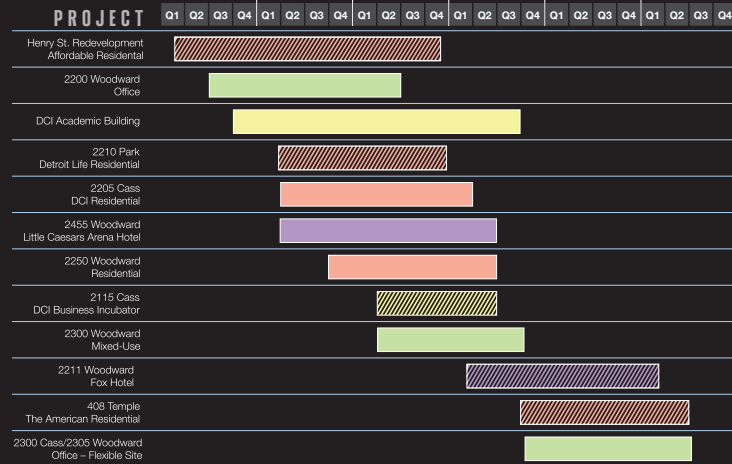 PROJECT Q1 Q2 Q3 Q4 Q1 Q2 Q3 Q4 Q1 Q2 Q3 Q4 Q1 Q2 Q3 Q4 Q1 Q2 Q3 Q4 Q1 Q2 Q3 Q4
Henry St. Redevelopment
Affordable Residental
2200 Woodward
Office
DCI Academic Building
2210 Park
Detroit Life Residential
2205 Cass
DCI Residential
2455 Woodward
Little Caesars Arena Hotel
2250 Woodward
Residential
2115 Cass
DCI Business Incubator
2300 Woodward
Mixed-Use
2211 Woodward
Fox Hotel
408 Temple
The American Residential
2300 Cass/2305 Woodward
Office – Flexible Site